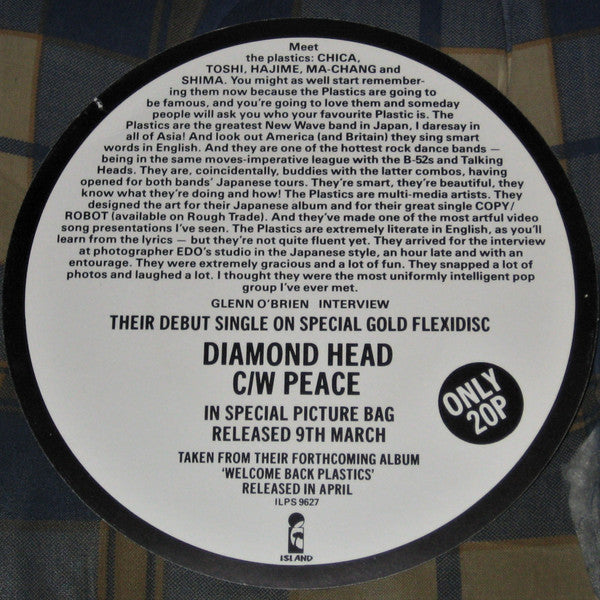 Meet
the plastics: CHICA,
TOSHI, HAJIME, MA-CHANG and
SHIMA. You might as well start remember-
ing them now because the Plastics are going to
be famous, and you're going to love them and someday
people will ask you who your favourite Plastic is. The
Plastics are the greatest New Wave band in Japan, I daresay in
all of Asia! And look out America (and Britain) they sing smart
words in English. And they are one of the hottest rock dance bands —
being in the same moves-imperative league with the B-52s and Talking
Heads. They are, coincidentally, buddies with the latter combos, having
opened for both bands' Japanese tours. They're smart, they're beautiful, they
know what they're doing and how! The Plastics are multi-media artists. They
designed the art for their Japanese album and for their great single COPY/
ROBOT (available on Rough Trade). And they've made one of the most artful video
song presentations I've seen. The Plastics are extremely literate in English, as you'll
learn from the lyrics — but they're not quite fluent yet. They arrived for the interview
at photographer EDO's studio in the Japanese style, an hour late and with an
entourage. They were extremely gracious and a lot of fun. They snapped a lot of
photos and laughed a lot. I thought they were the most uniformly intelligent pop
group I've ever met.
GLENN O'BRIEN INTERVIEW
THEIR DEBUT SINGLE ON SPECIAL GOLD FLEXIDISC
DIAMOND HEAD
C/W PEACE
ONLY
20P
IN SPECIAL PICTURE BAG
RELEASED 9TH MARCH
TAKEN FROM THEIR FORTHCOMING ALBUM
'WELCOME BACK PLASTICS'
RELEASED IN APRIL
ILPS 9627
ISLAND